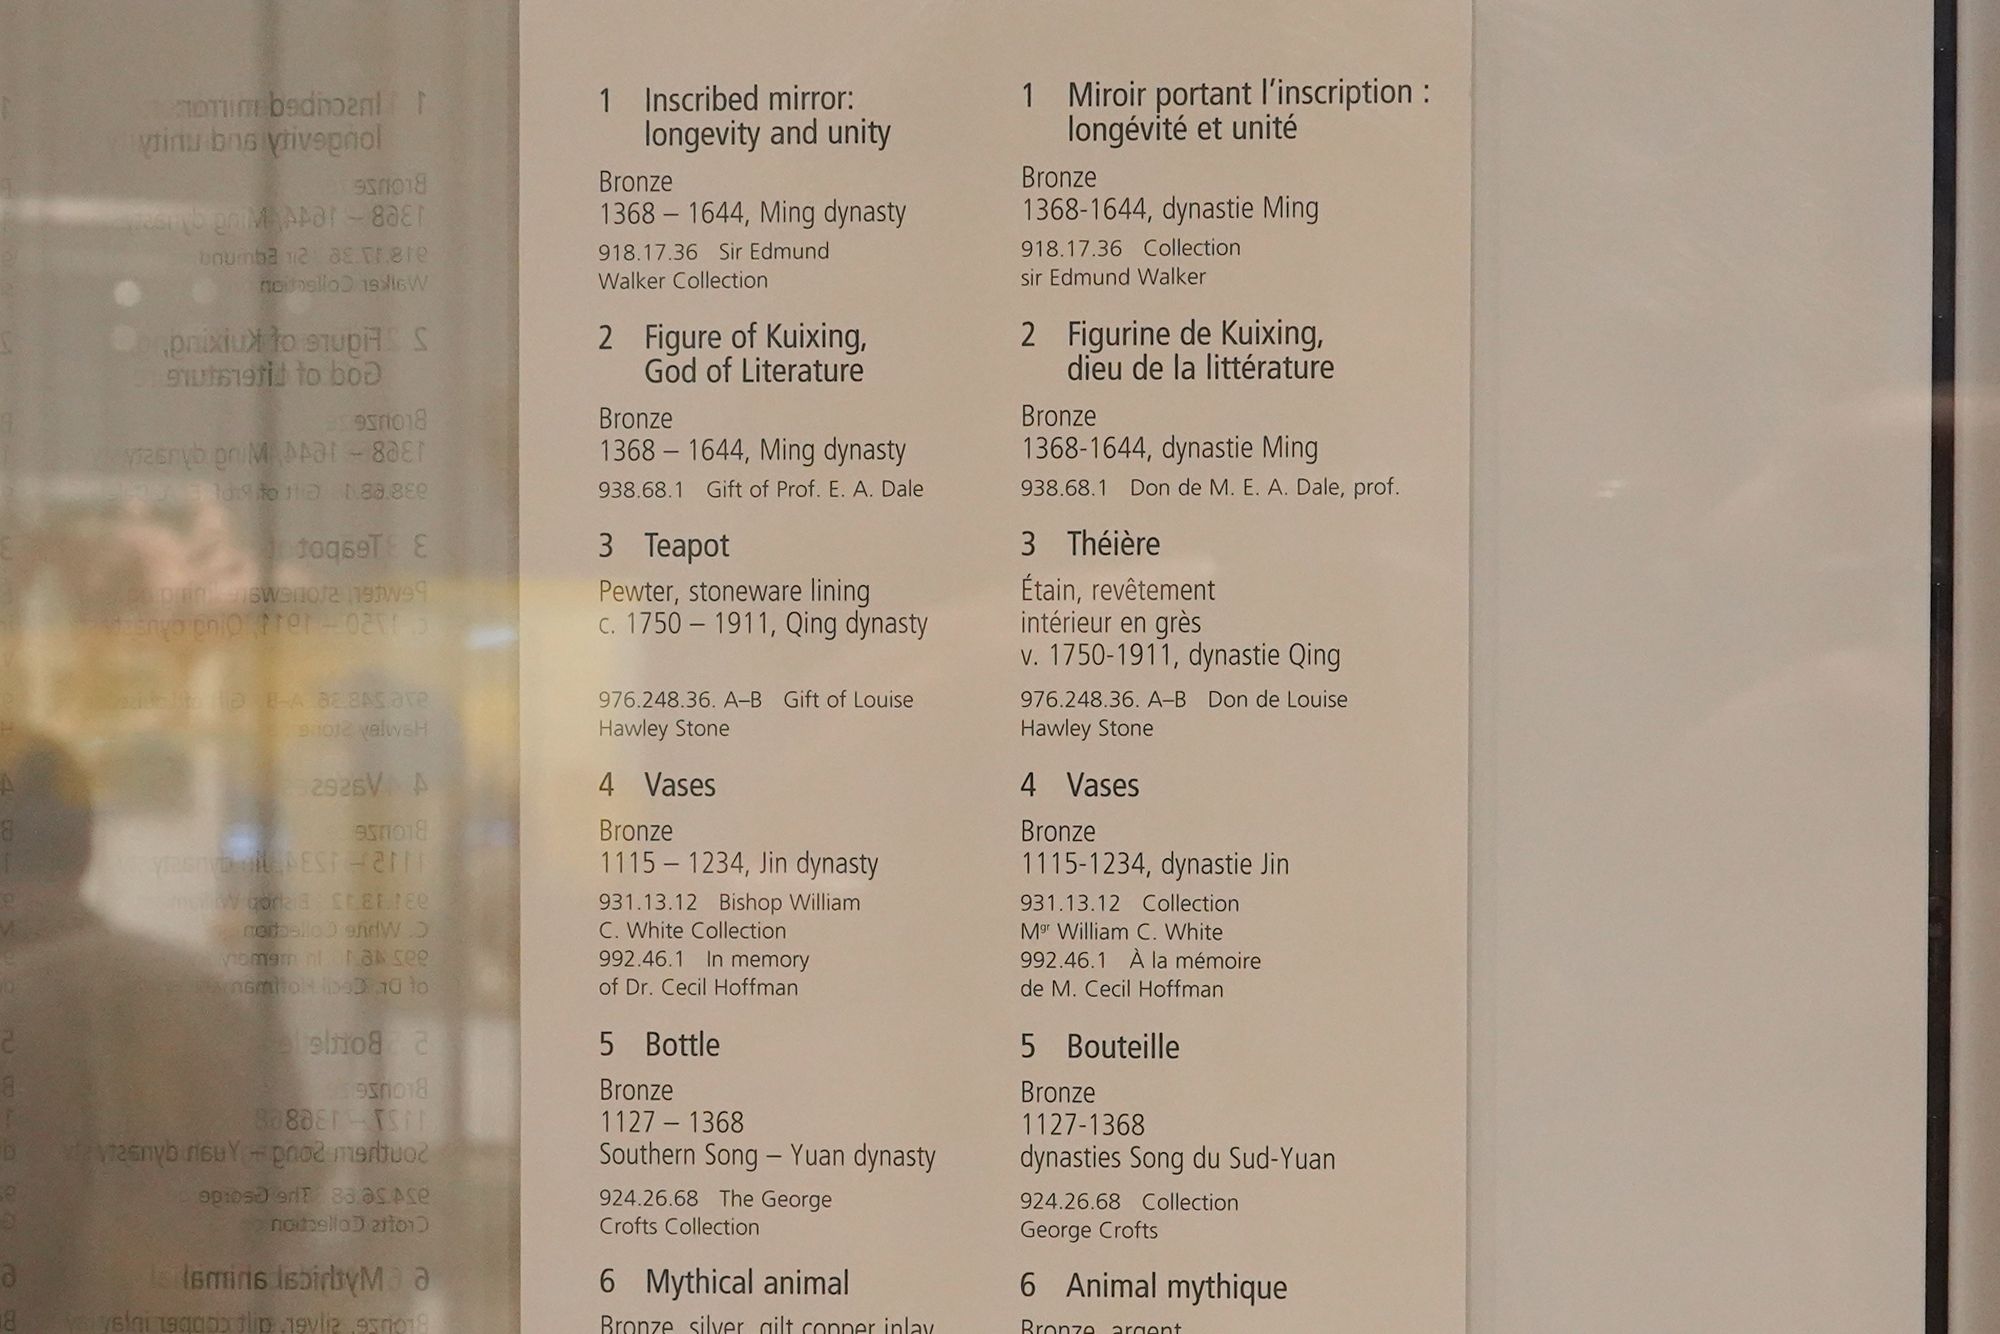 1 Inscribed mirror:
longevity and unity
Bronze
1368 – 1644, Ming dynasty
918.17.36 Sir Edmund
Walker Collection
2 Figure of Kuixing,
God of Literature
Bronze
1368 – 1644, Ming dynasty
938.68.1 Gift of Prof. E. A. Dale
3 Teapot
Pewter, stoneware lining
c. 1750 – 1911, Qing dynasty
976.248.36. A–B Gift of Louise
Hawley Stone
4 Vases
Bronze
1115 – 1234, Jin dynasty
931.13.12 Bishop William
C. White Collection
992.46.1 In memory
of Dr. Cecil Hoffman
5 Bottle
Bronze
1127 – 1368
Southern Song – Yuan dynasty
924.26.68 The George
Crofts Collection
6 Mythical animal
Bronze, silver, gilt copper inlay
1 Miroir portant l'inscription :
longévité et unité
Bronze
1368-1644, dynastie Ming
918.17.36 Collection
sir Edmund Walker
2 Figurine de Kuixing,
dieu de la littérature
Bronze
1368-1644, dynastie Ming
938.68.1 Don de M. E. A. Dale, prof.
3 Théière
Étain, revêtement
intérieur en grès
v. 1750-1911, dynastie Qing
976.248.36. A–B Don de Louise
Hawley Stone
4 Vases
Bronze
1115-1234, dynastie Jin
931.13.12 Collection
Mgr William C. White
992.46.1 À la mémoire
de M. Cecil Hoffman
5 Bouteille
Bronze
1127-1368
dynasties Song du Sud-Yuan
924.26.68 Collection
George Crofts
6 Animal mythique
Bronze, argent